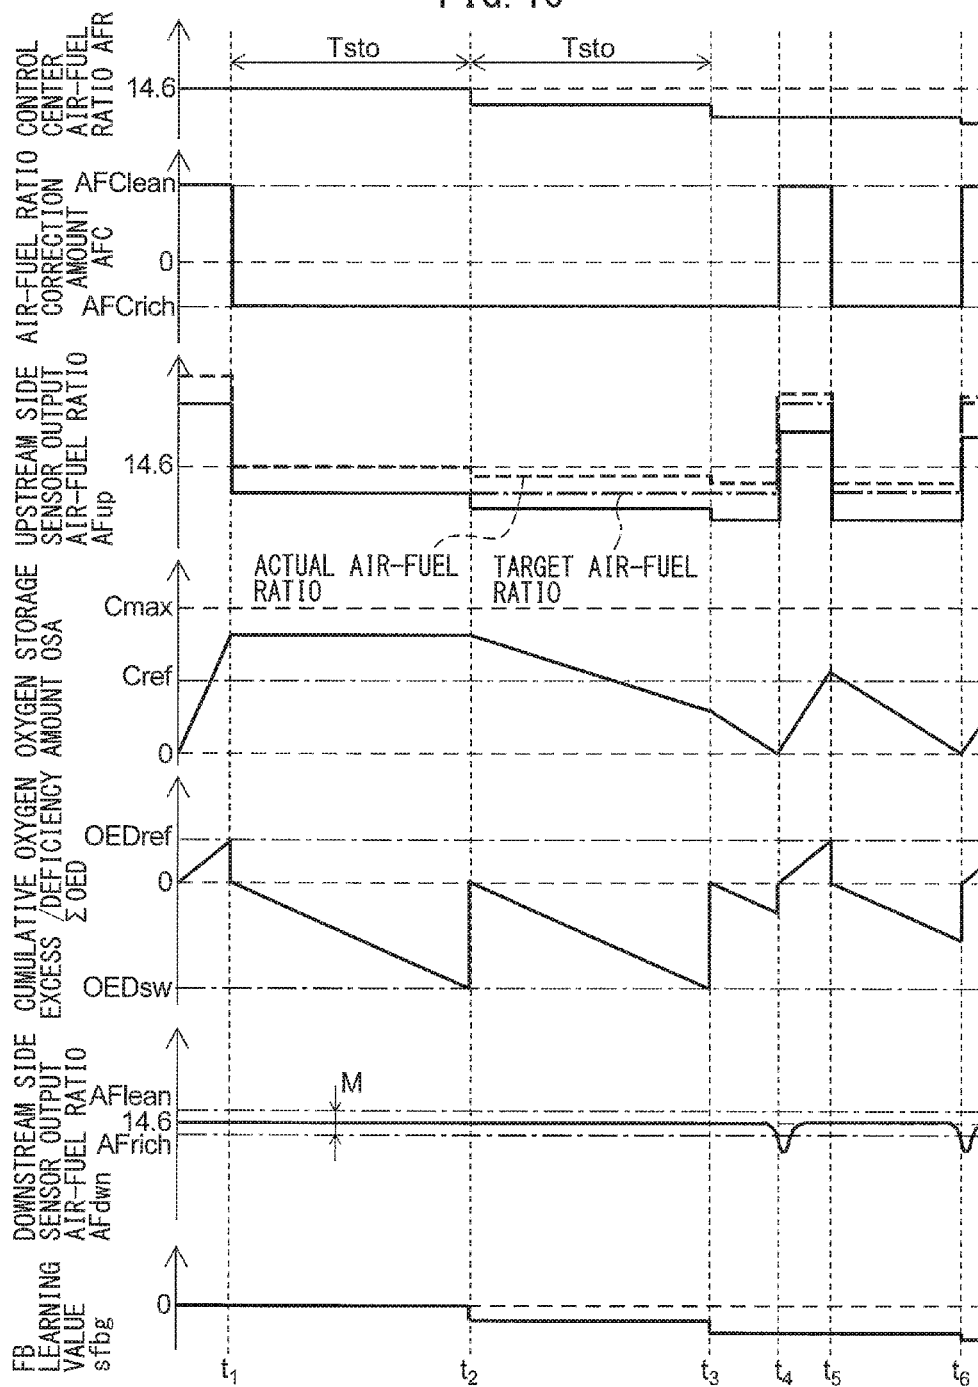 FIG. 10
CONTROL
CENTER
AIR-FUEL
RATIO AFR
14.6
Tsto
Tsto
AIR-FUEL RATIO
CORRECTION
AMOUNT
AFC
AFClean
0
AFCrich
UPSTREAM SIDE
SENSOR OUTPUT
AIR-FUEL RATIO
AFup
14.6
ACTUAL AIR-FUEL
RATIO
TARGET AIR-FUEL
RATIO
OXYGEN STORAGE
AMOUNT OSA
Cmax
Cref
0
CUMULATIVE OXYGEN
EXCESS /DEFICIENCY
ΣOED
OEDref
0
OEDsw
DOWNSTREAM SIDE
SENSOR OUTPUT
AIR-FUEL RATIO
AFdwn
AFlean
14.6
AFrich
M
FB
LEARNING
VALUE
sfbg
0
t1
t2
t3
t4
t5
t6